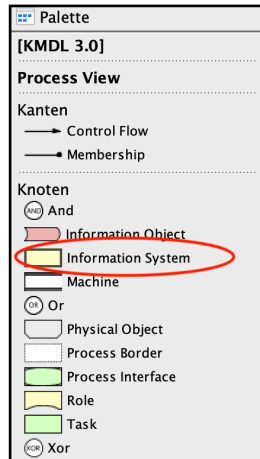 Palette
[KMDL 3.0]
Process View
Kanten
Control Flow
Membership
Knoten
AND And
Information Object
Information System
Machine
OR Or
Physical Object
Process Border
Process Interface
Role
Task
XOR Xor